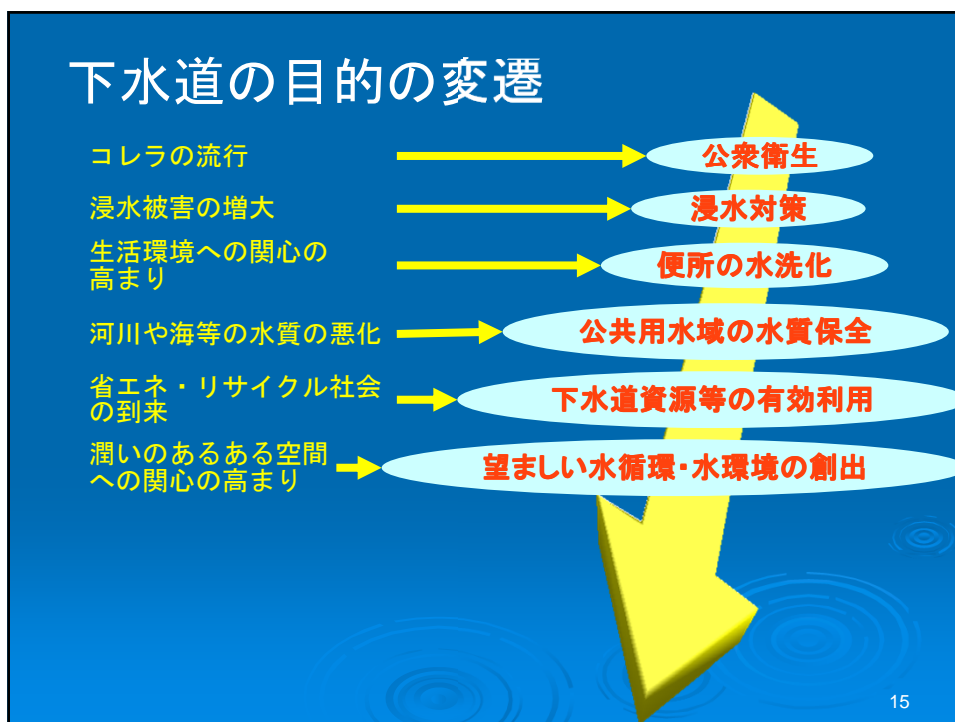 下水道の目的の変遷
コレラの流行
公衆衛生
浸水被害の増大
浸水対策
生活環境への関心の
高まり
便所の水洗化
河川や海等の水質の悪化
公共用水域の水質保全
省エネ・リサイクル社会
の到来
下水道資源等の有効利用
潤いのあるある空間
への関心の高まり
望ましい水循環・水環境の創出
15